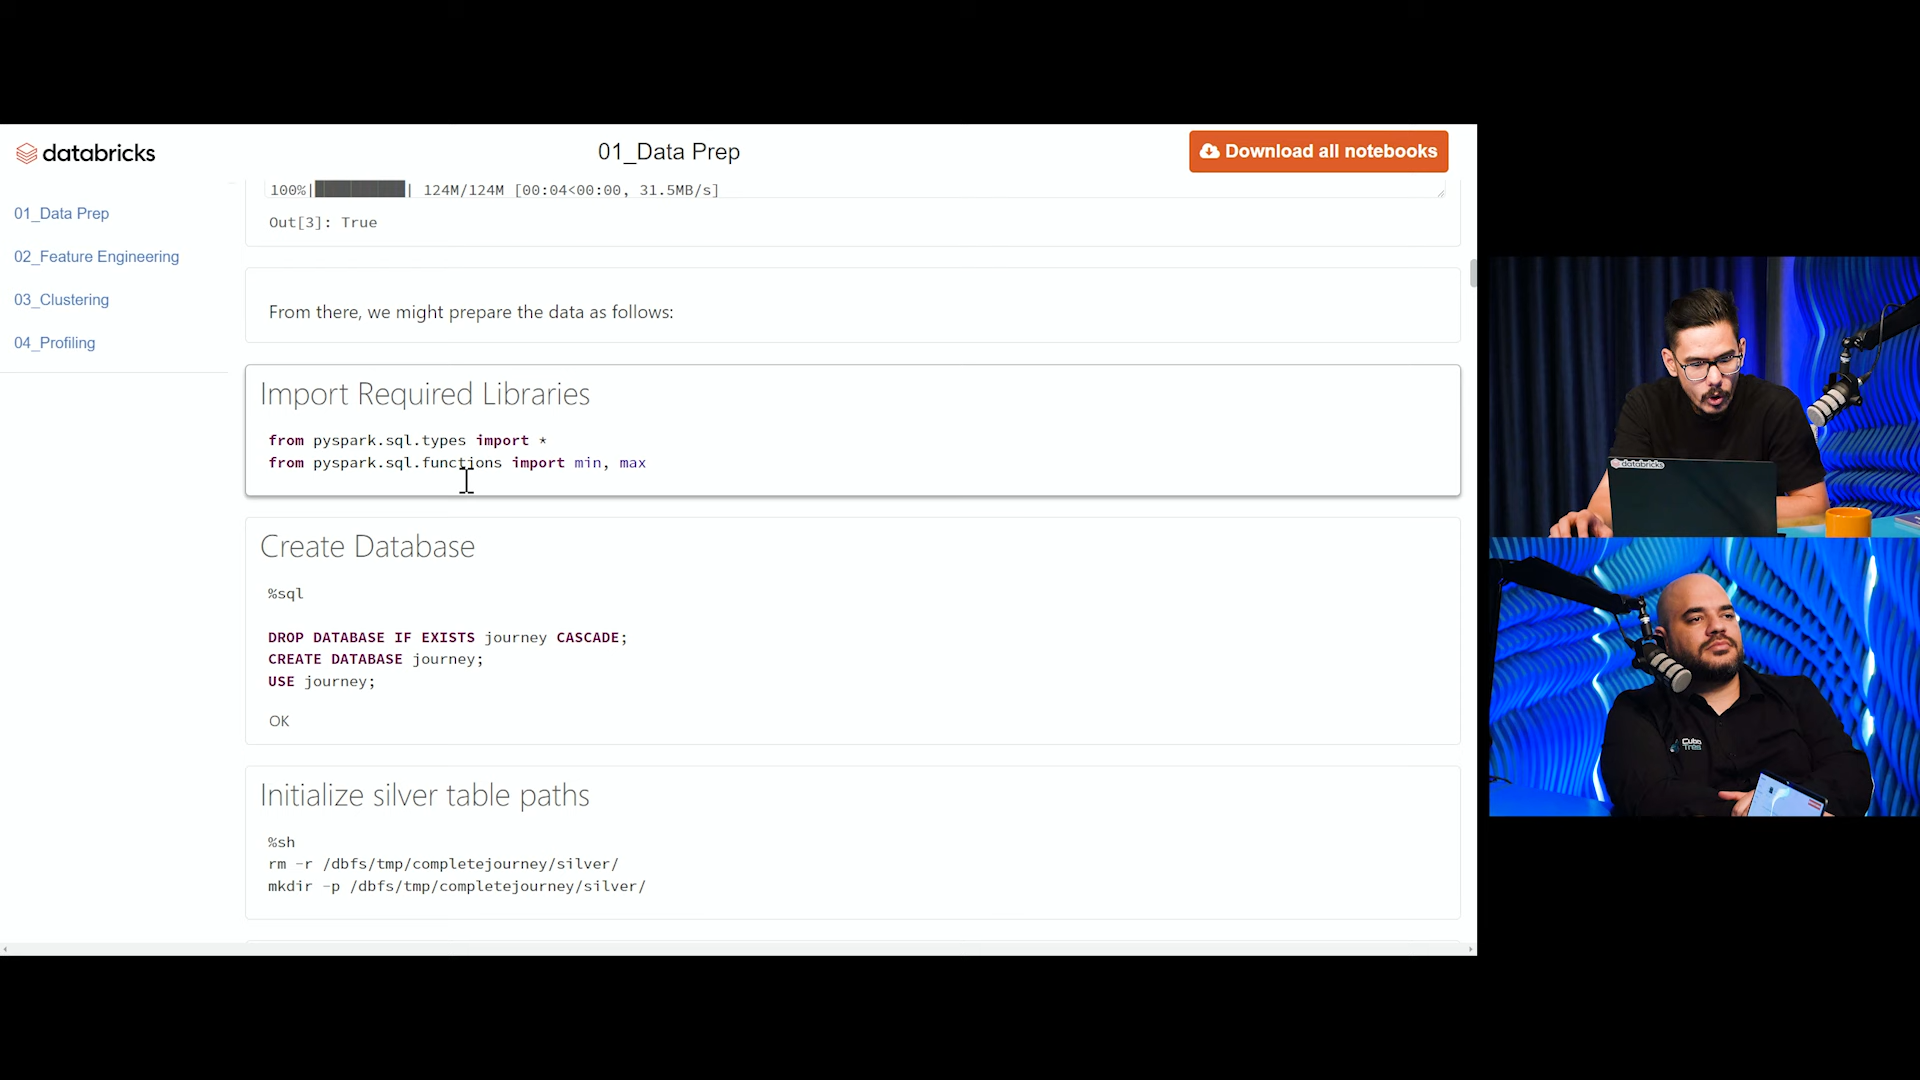 databricks
01_Data Prep
Download all notebooks
01_Data Prep
02_Feature Engineering
03_Clustering
04_Profiling
100%|██████████| 124M/124M [00:04<00:00, 31.5MB/s]
Out[3]: True
From there, we might prepare the data as follows:
Import Required Libraries
from pyspark.sql.types import *
from pyspark.sql.functions import min, max
Create Database
%sql
DROP DATABASE IF EXISTS journey CASCADE;
CREATE DATABASE journey;
USE journey;
OK
Initialize silver table paths
%sh
rm -r /dbfs/tmp/completejourney/silver/
mkdir -p /dbfs/tmp/completejourney/silver/
databricks
Cubo
Três